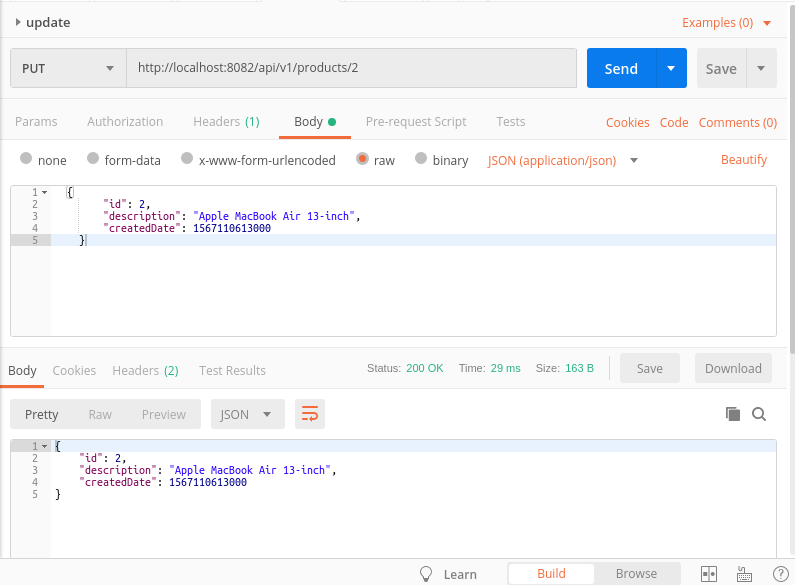 update Examples (0)
PUT http://localhost:8082/api/v1/products/2 Send Save
Params Authorization Headers (1) Body Pre-request Script Tests Cookies Code Comments (0)
none form-data x-www-form-urlencoded raw binary JSON (application/json) Beautify
1 {
2 "id": 2,
3 "description": "Apple MacBook Air 13-inch",
4 "createdDate": 1567110613000
5 }
Body Cookies Headers (2) Test Results Status: 200 OK Time: 29 ms Size: 163 B Save Download
Pretty Raw Preview JSON
1 {
2 "id": 2,
3 "description": "Apple MacBook Air 13-inch",
4 "createdDate": 1567110613000
5 }
Learn Build Browse ?